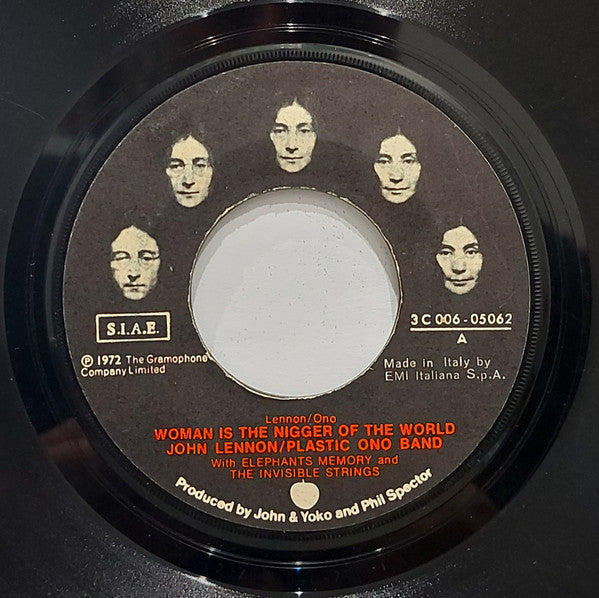 S.I.A.E.
3C 006-05062
A
Ⓟ 1972 The Gramophone
Company Limited
Made in Italy by
EMI Italiana S.p.A.
Lennon/Ono
WOMAN IS THE NIGGER OF THE WORLD
JOHN LENNON/PLASTIC ONO BAND
With ELEPHANTS MEMORY and
THE INVISIBLE STRINGS
Produced by John & Yoko and Phil Spector